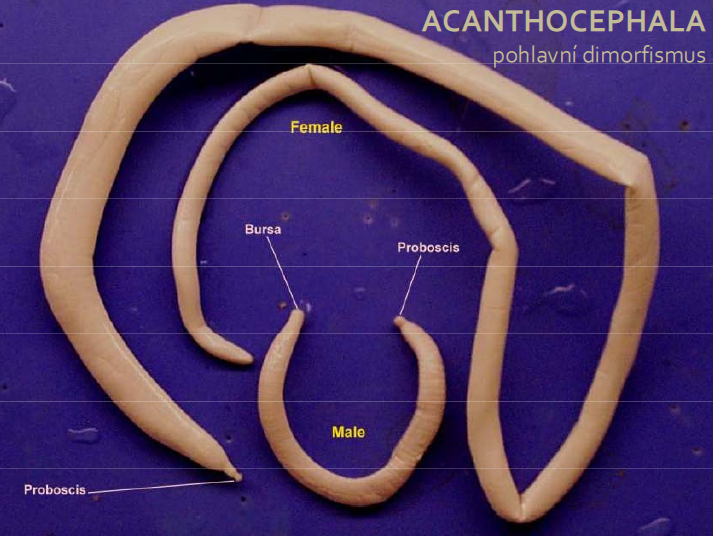 ACANTHOCEPHALA
pohlavní dimorfismus
Female
Bursa
Proboscis
Male
Proboscis